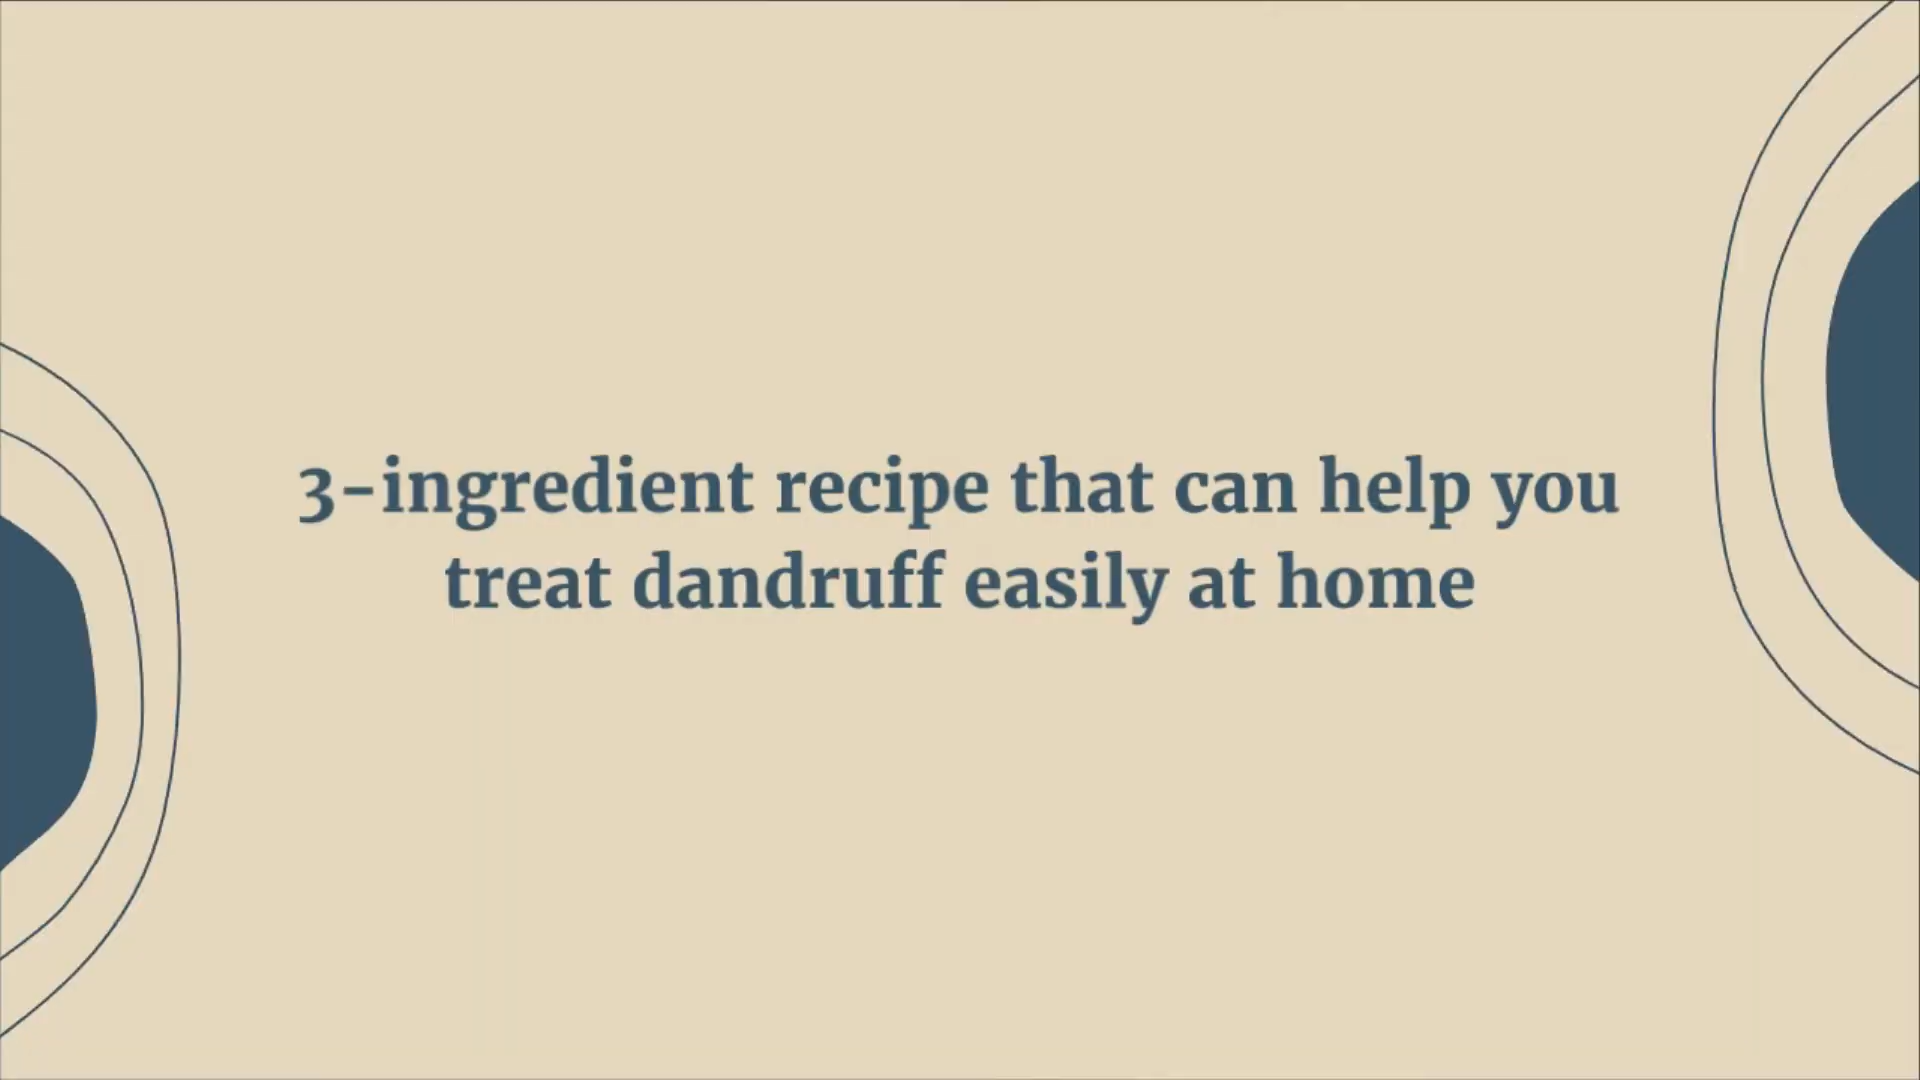 3-ingredient recipe that can help you
treat dandruff easily at home